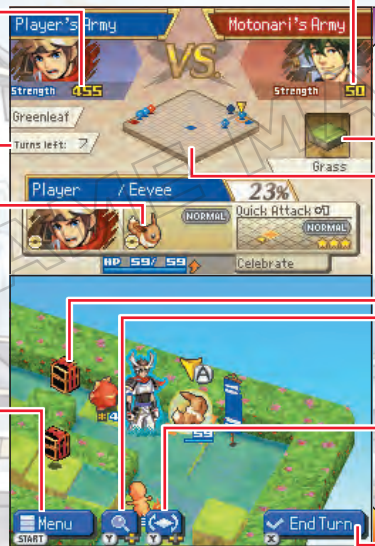 Player's Army
Motonari's Army
VS.
Strength 455
Strength 50
Greenleaf
Turns left: 7
Grass
Player / Eevee
23%
NORMAL
Quick Attack
NORMAL
HP 59/ 59
Celebrate
A
59
Menu
START
Y
Y
End Turn
X